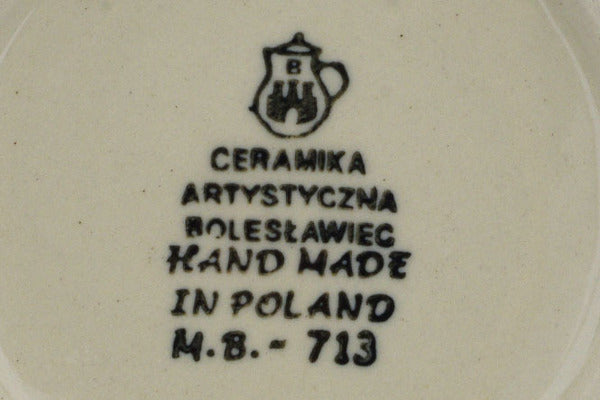 B
CERAMIKA
ARTYSTYCZNA
BOLESŁAWIEC
HAND MADE
IN POLAND
M.B.- 713